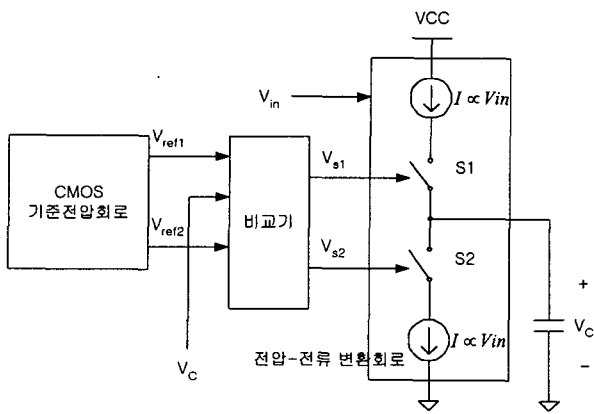 VCC
V_in
I ∝ Vin
V_ref1
V_s1
S1
CMOS
기준전압회로
비교기
V_ref2
V_s2
S2
+
V_C
−
I ∝ Vin
전압-전류 변환회로
V_C